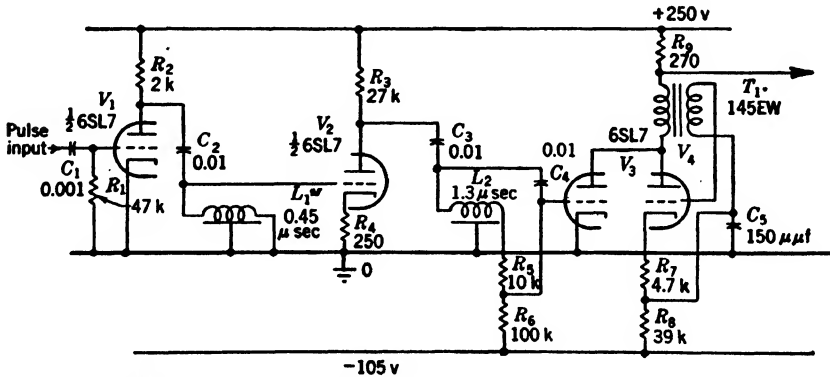 +250 v
R2
2 k
R3
27 k
R9
270
T1.
145EW
V1
½ 6SL7
Pulse
input
C1
0.001
R1
47 k
C2
0.01
L1
0.45
μ sec
V2
½ 6SL7
R4
250
0
C3
0.01
L2
1.3 μ sec
0.01
C4
R5
10 k
R6
100 k
6SL7
V3
V4
C5
150 μμf
R7
4.7 k
R8
39 k
−105 v